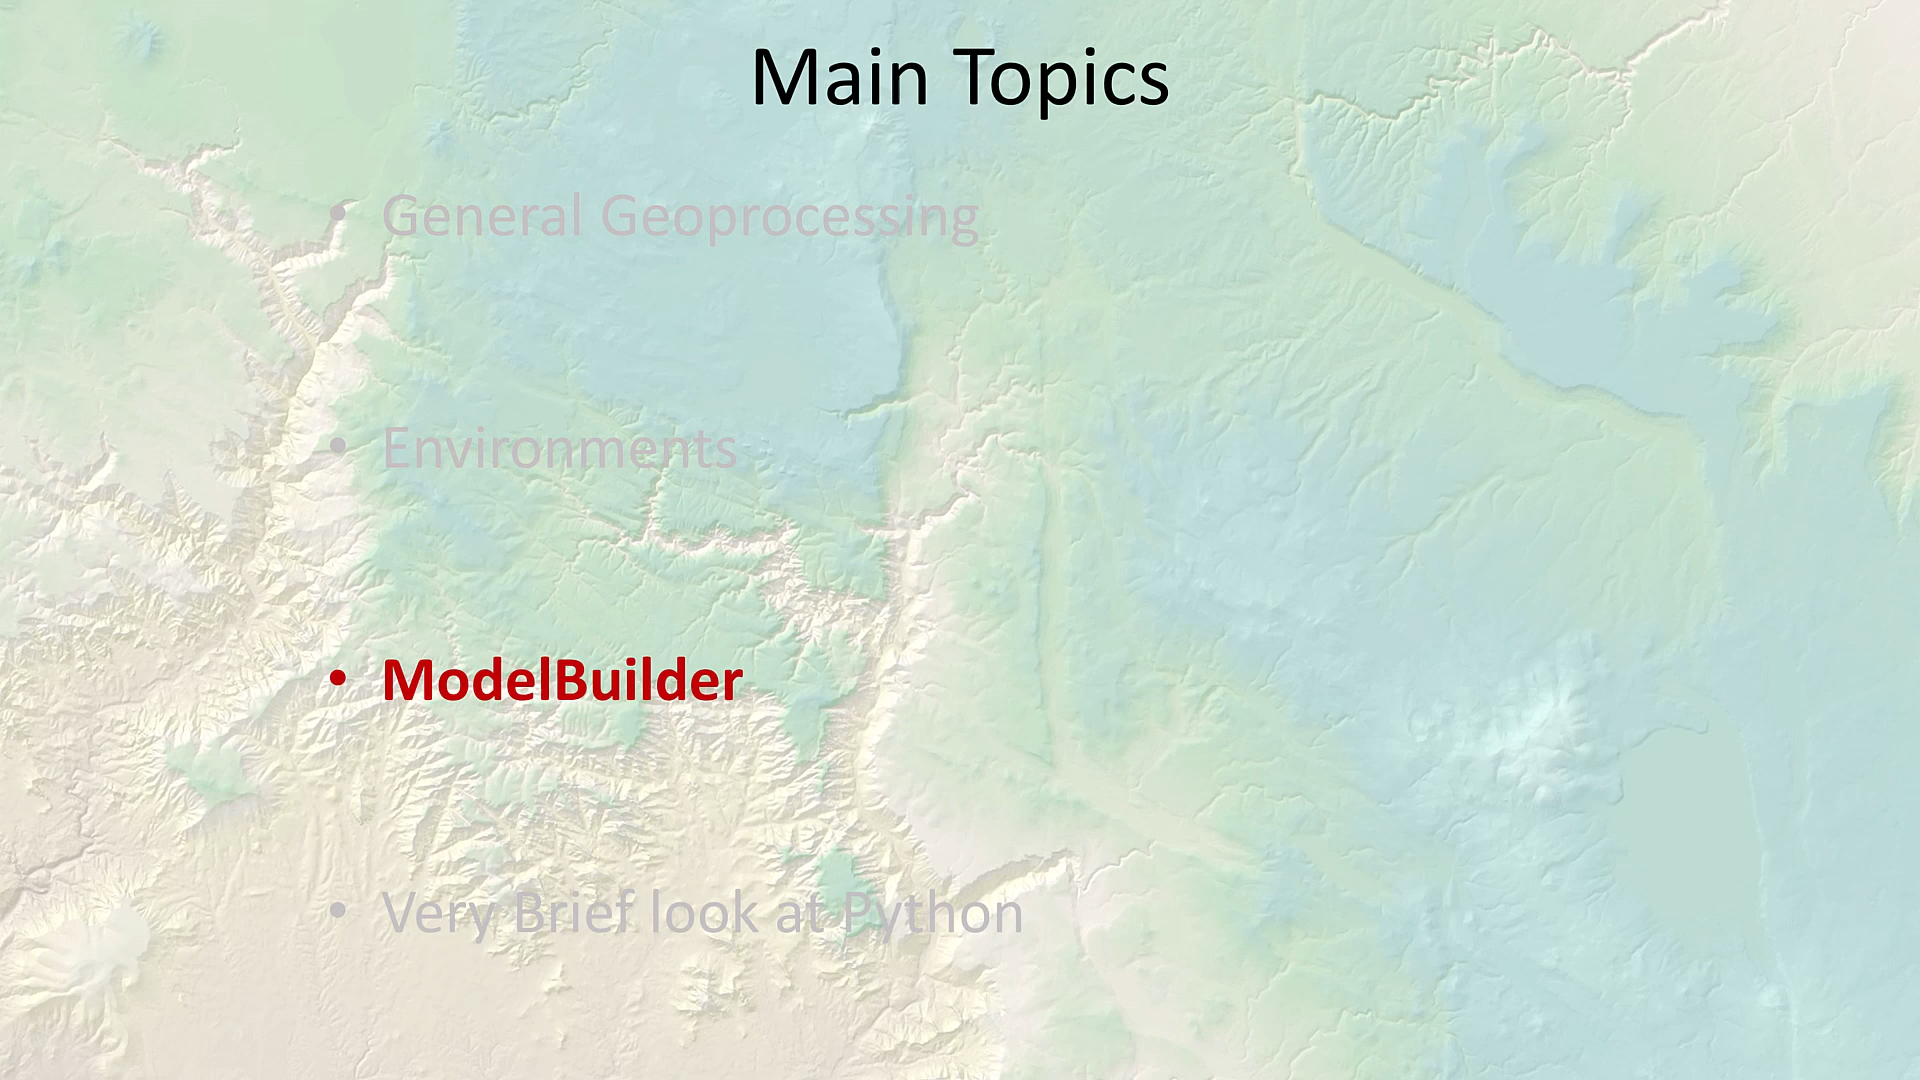 Main Topics
• General Geoprocessing
• Environments
• ModelBuilder
• Very Brief look at Python